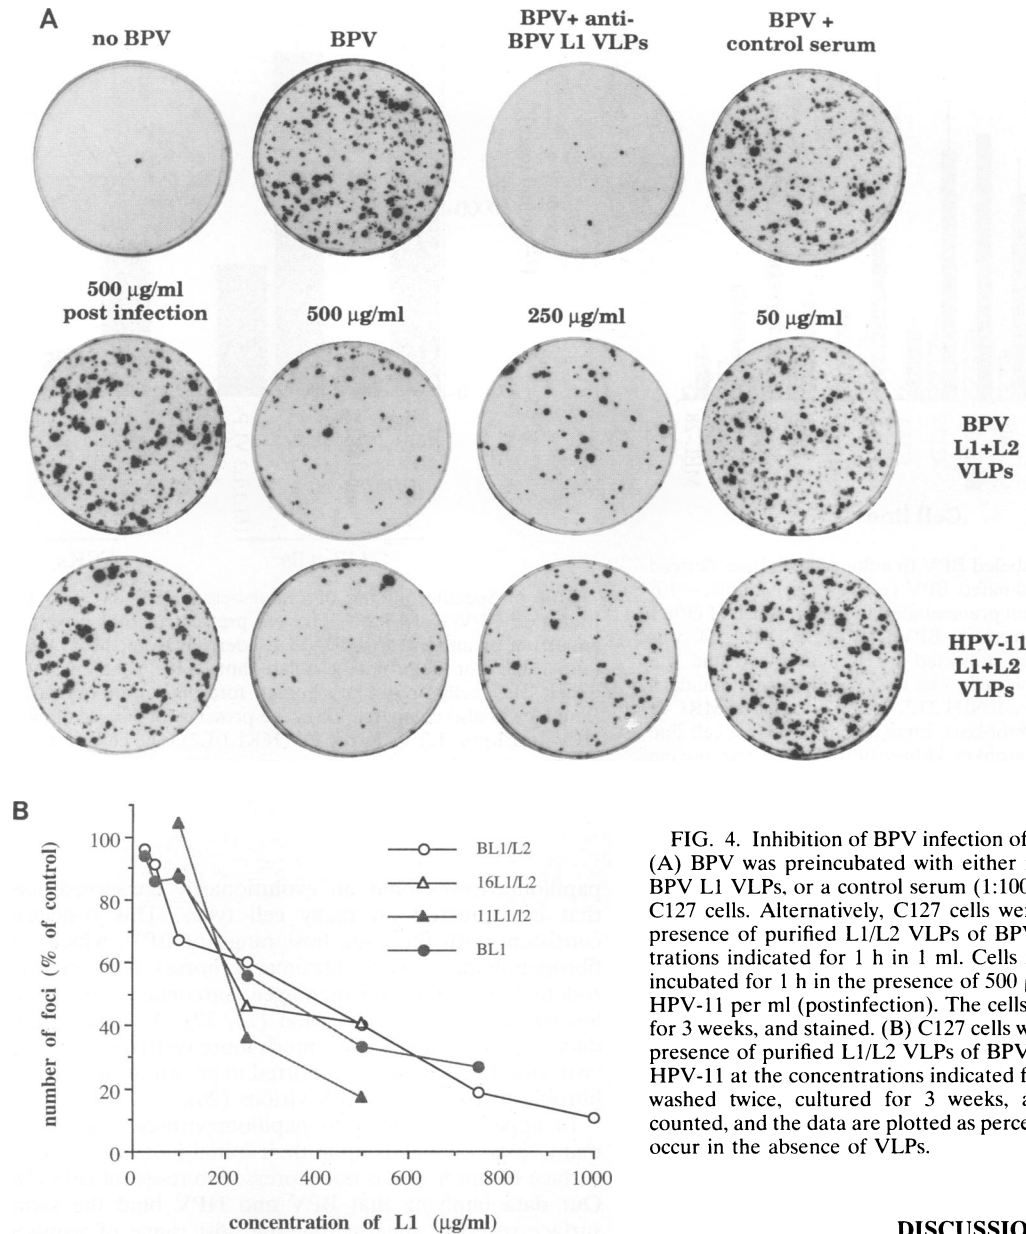 A
no BPV
BPV
BPV+ anti-
BPV L1 VLPs
BPV +
control serum
500 μg/ml
post infection
500 μg/ml
250 μg/ml
50 μg/ml
BPV
L1+L2
VLPs
HPV-11
L1+L2
VLPs
B
number of foci (% of control)
100
80
60
40
20
0
0
200
400
600
800
1000
concentration of L1 (μg/ml)
BL1/L2
16L1/L2
11L1/l2
BL1
FIG. 4. Inhibition of BPV infection of
(A) BPV was preincubated with either
BPV L1 VLPs, or a control serum (1:100
C127 cells. Alternatively, C127 cells wer
presence of purified L1/L2 VLPs of BPV
trations indicated for 1 h in 1 ml. Cells
incubated for 1 h in the presence of 500
HPV-11 per ml (postinfection). The cells
for 3 weeks, and stained. (B) C127 cells w
presence of purified L1/L2 VLPs of BPV
HPV-11 at the concentrations indicated f
washed twice, cultured for 3 weeks, a
counted, and the data are plotted as perce
occur in the absence of VLPs.
DISCUSSIO